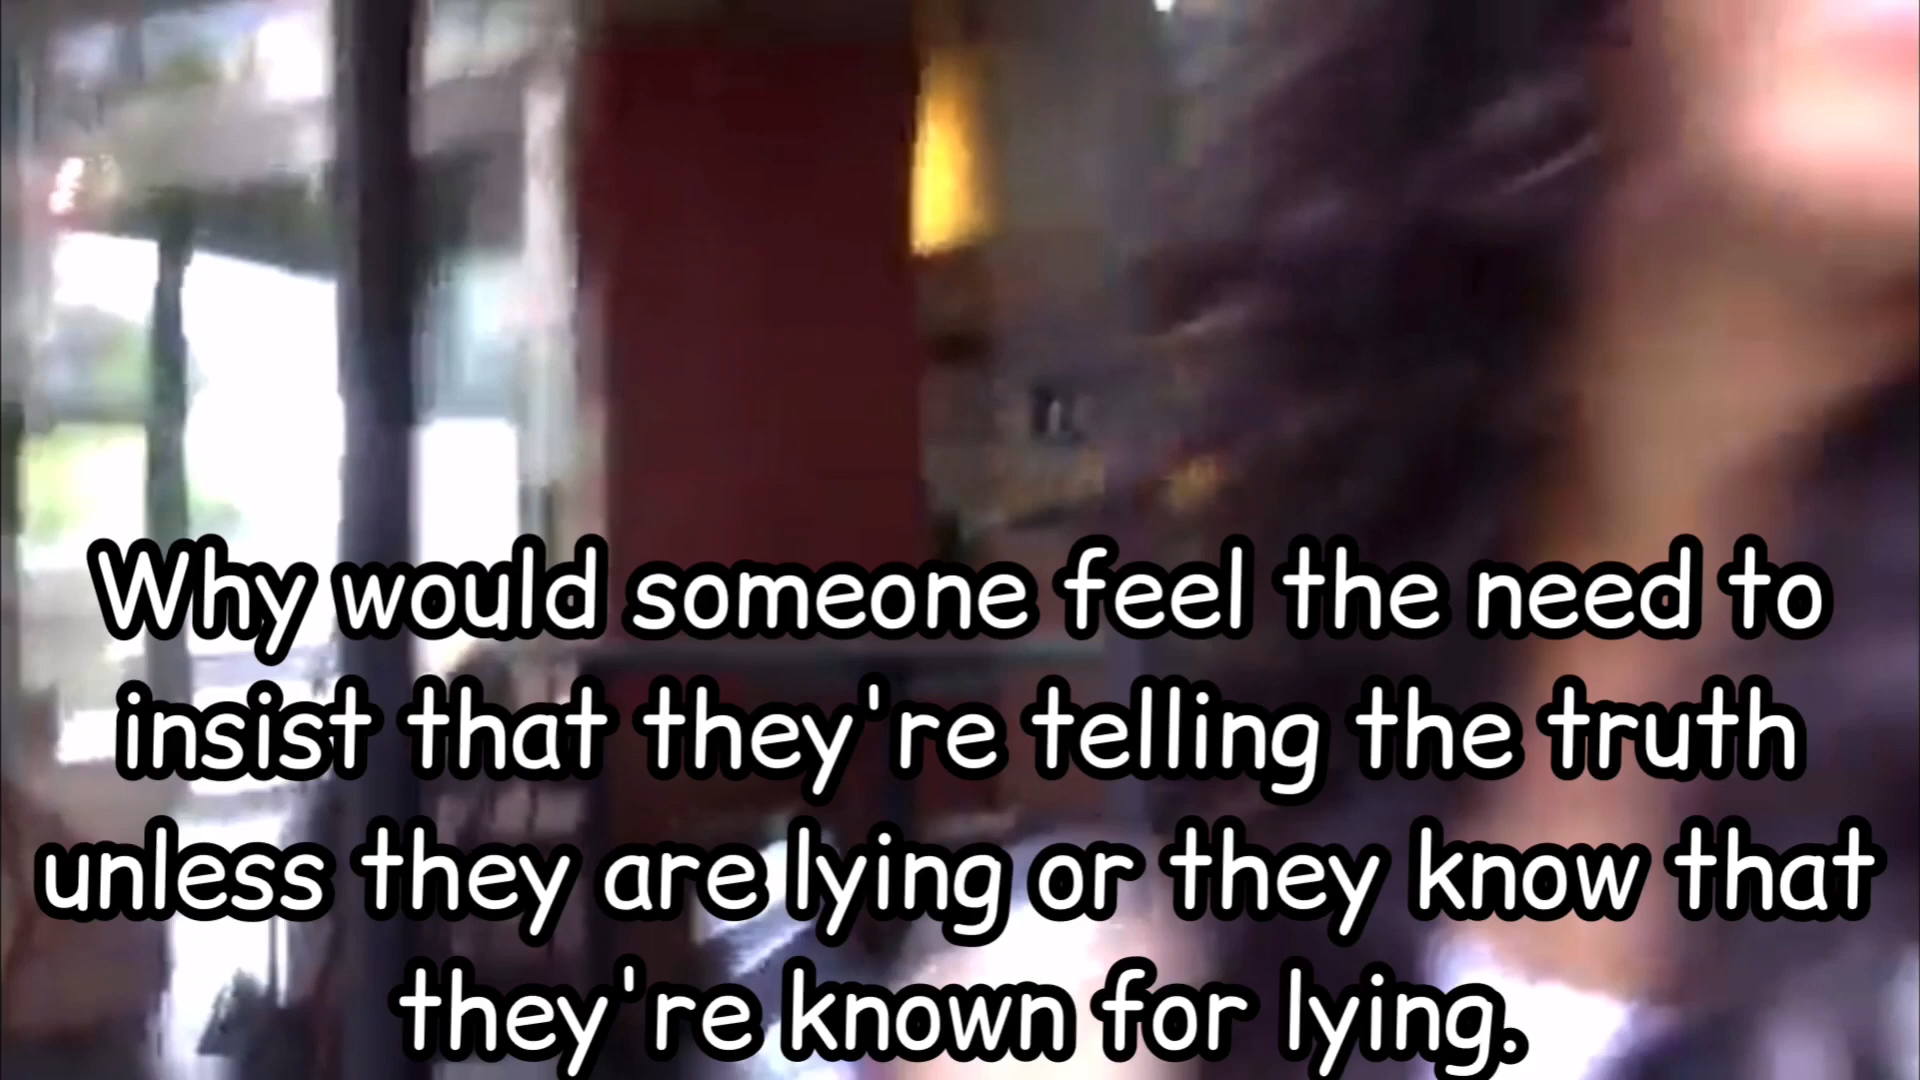 Why would someone feel the need to
insist that they're telling the truth
unless they are lying or they know that
they're known for lying.